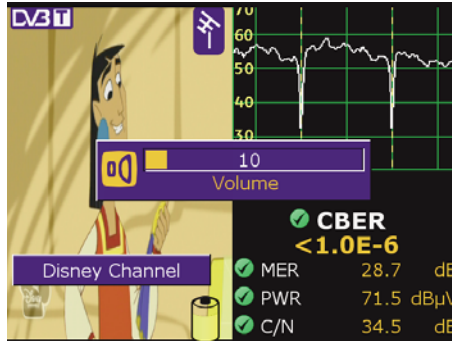 DVB T
70
50
40
30
10
Volume
CBER
<1.0E-6
Disney Channel
MER 28.7 dB
PWR 71.5 dBµV
C/N 34.5 dB